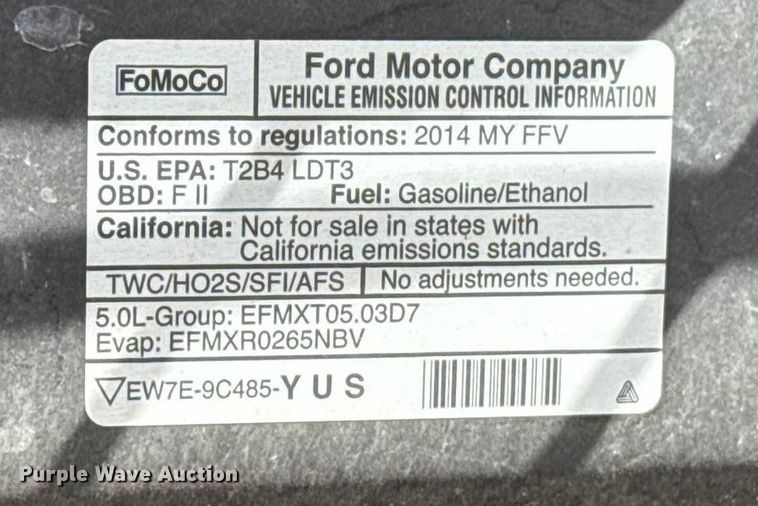 FoMoCo
Ford Motor Company
VEHICLE EMISSION CONTROL INFORMATION
Conforms to regulations: 2014 MY FFV
U.S. EPA: T2B4 LDT3
OBD: F II Fuel: Gasoline/Ethanol
California: Not for sale in states with
California emissions standards.
TWC/HO2S/SFI/AFS No adjustments needed.
5.0L-Group: EFMXT05.03D7
Evap: EFMXR0265NBV
EW7E-9C485-Y U S
Purple Wave Auction